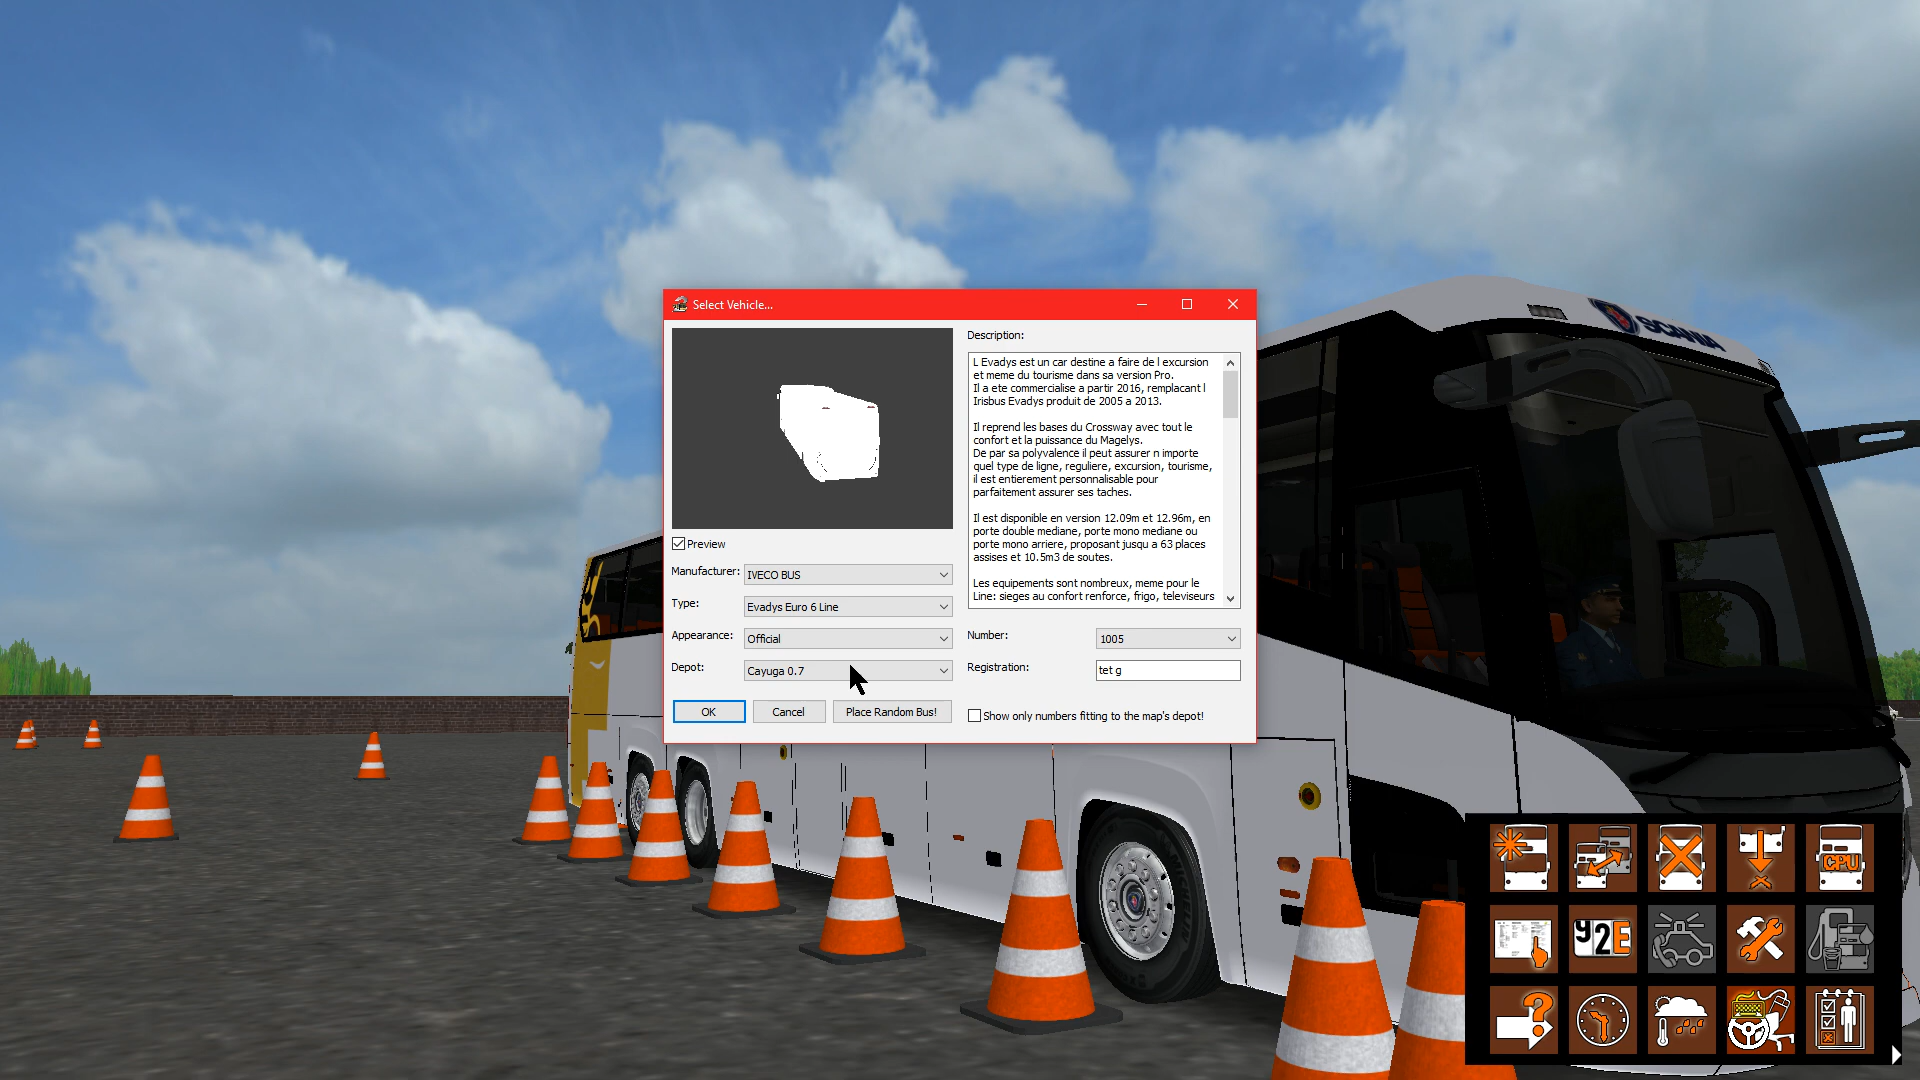 Select Vehicle...
Description:
L Evadys est un car destine a faire de l excursion
et meme du tourisme dans sa version Pro.
Il a ete commercialise a partir 2016, remplacant l
Irisbus Evadys produit de 2005 a 2013.
Il reprend les bases du Crossway avec tout le
confort et la puissance du Magelys.
De par sa polyvalence il peut assurer n importe
quel type de ligne, reguliere, excursion, tourisme,
il est entierement personnalisable pour
parfaitement assurer ses taches.
Il est disponible en version 12.09m et 12.96m, en
porte double mediane, porte mono mediane ou
porte mono arriere, proposant jusqu a 63 places
assises et 10.5m3 de soutes.
Les equipements sont nombreux, meme pour le
Line: sieges au confort renforce, frigo, televiseurs
Preview
Manufacturer: IVECO BUS
Type: Evadys Euro 6 Line
Appearance: Official
Number: 1005
Depot: Cayuga 0.7
Registration: tet g
OK
Cancel
Place Random Bus!
Show only numbers fitting to the map's depot!
SCANIA
CPU
92E
?